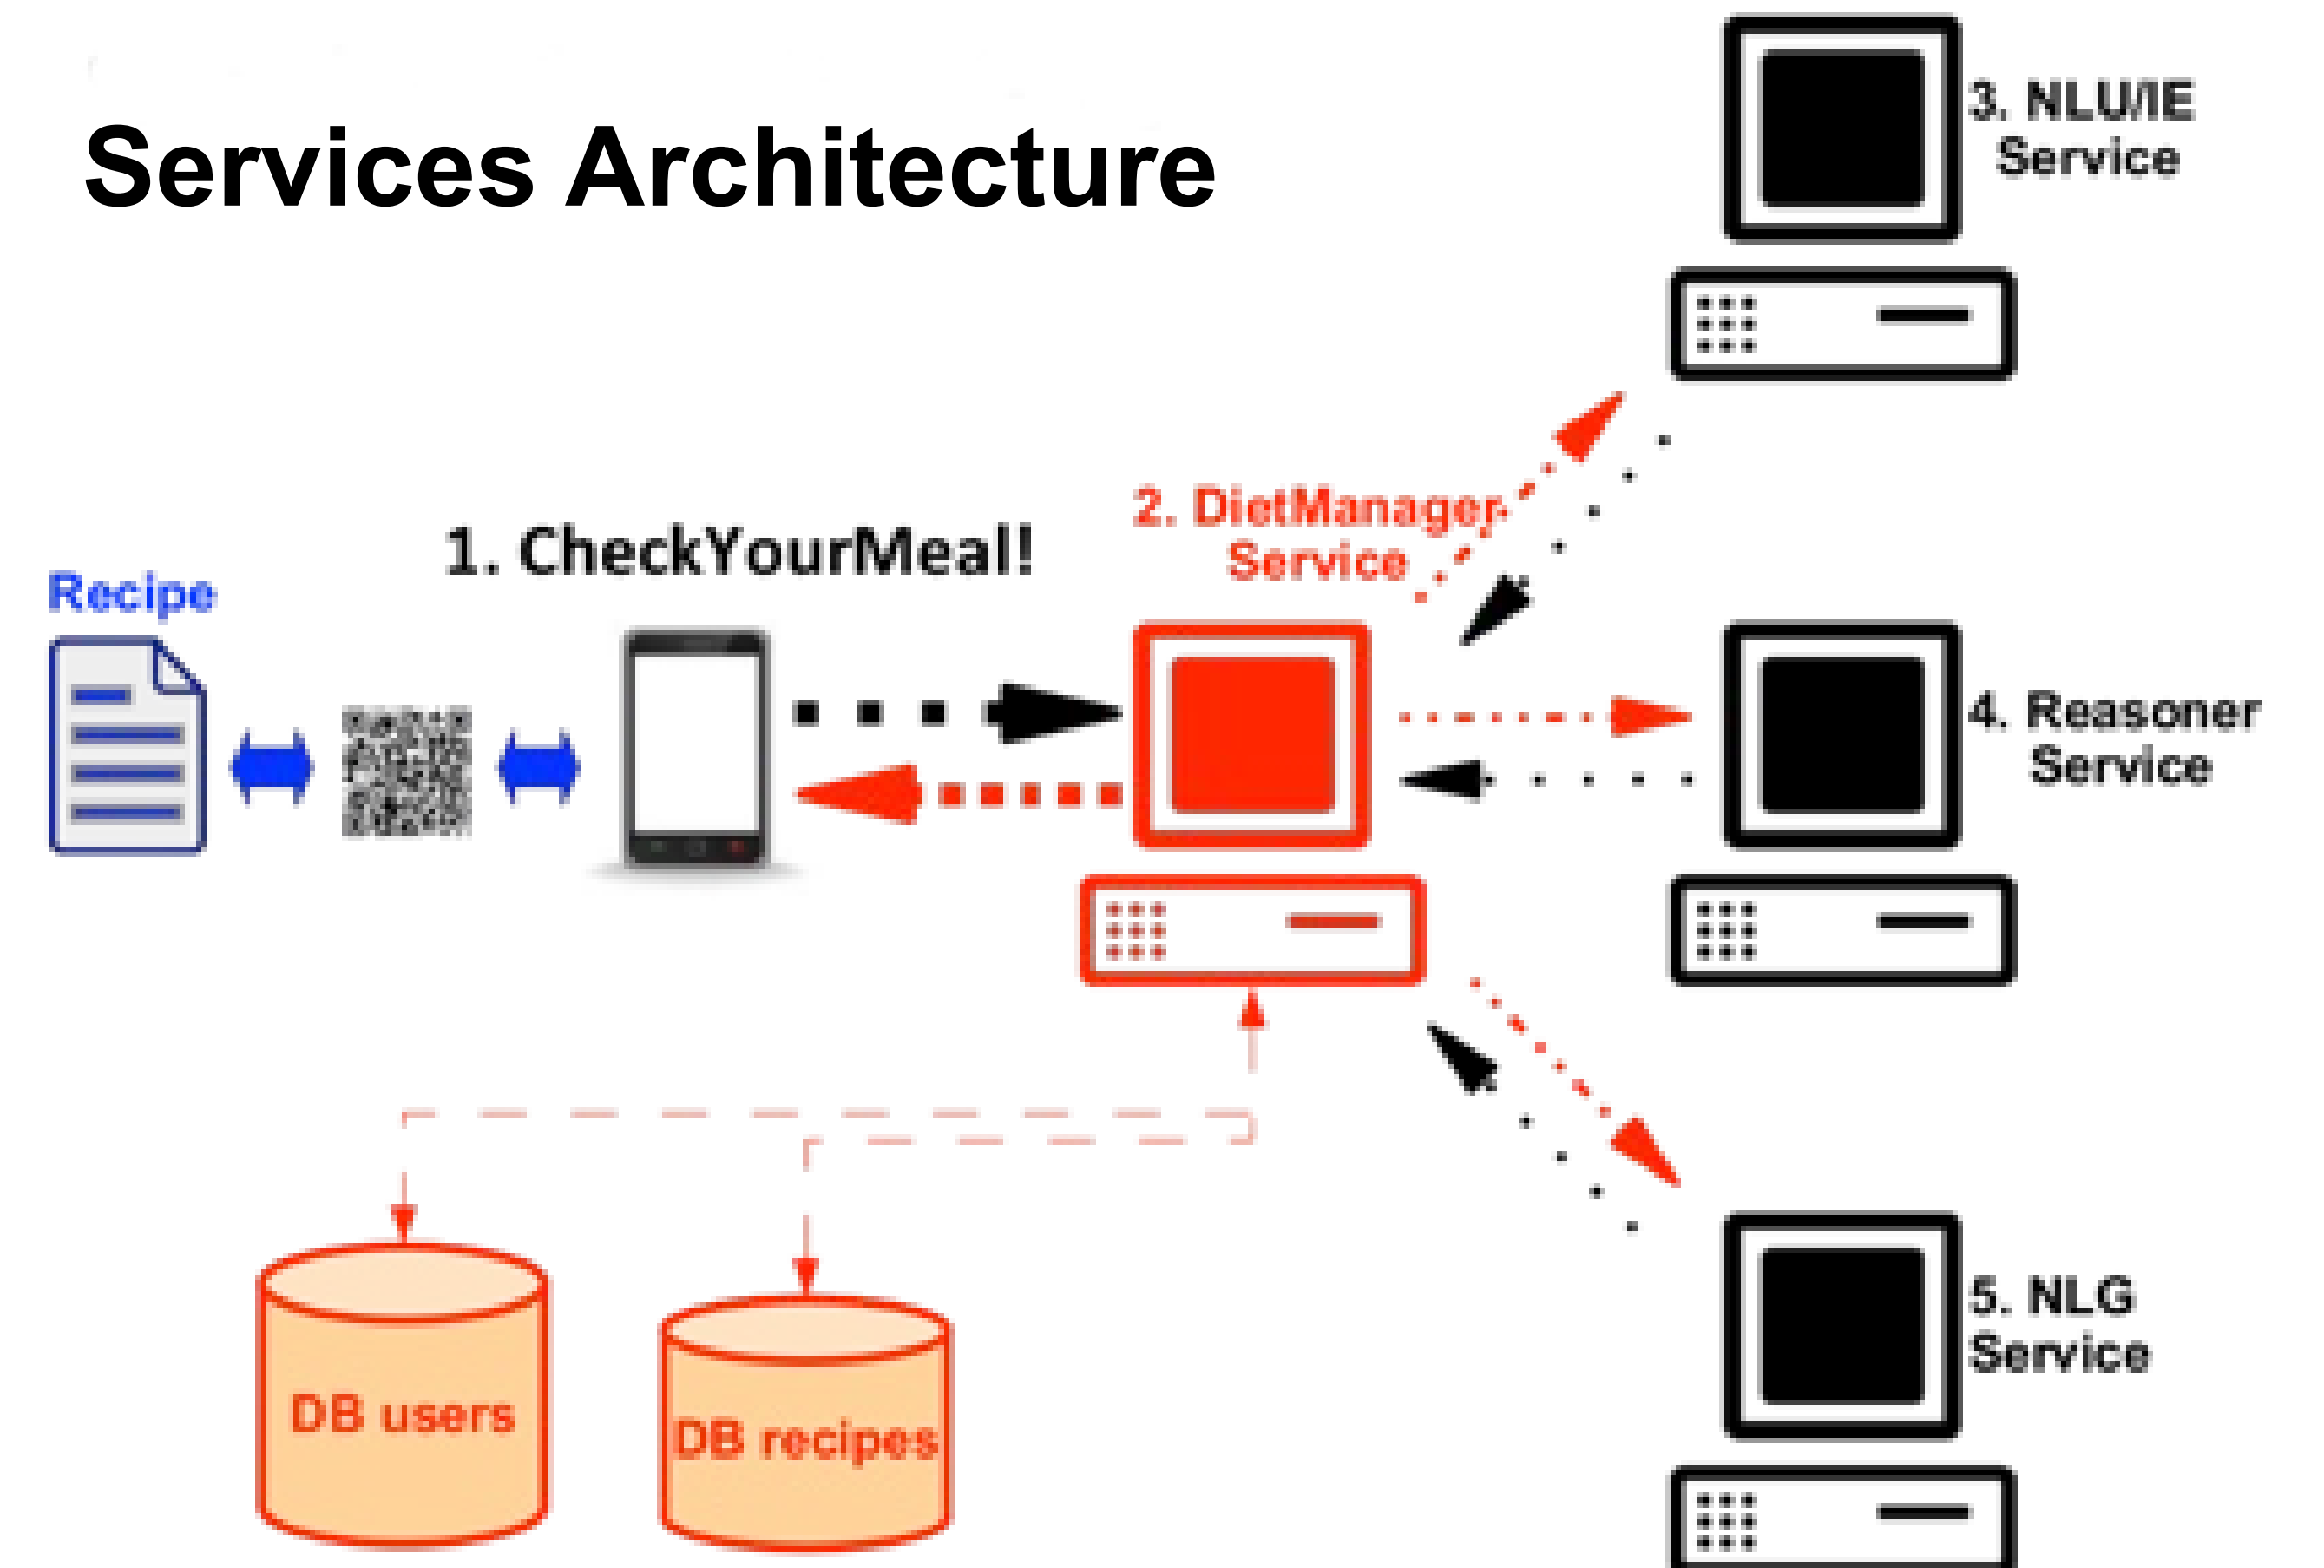 Services Architecture
3. NLU/IE
Service
2. DietManager
Service
1. CheckYourMeal!
Recipe
4. Reasoner
Service
5. NLG
Service
DB users
DB recipes